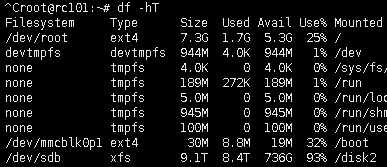 ^Croot@rc101:~# df -hT
Filesystem Type Size Used Avail Use% Mounted
/dev/root ext4 7.3G 1.7G 5.3G 25% /
devtmpfs devtmpfs 944M 4.0K 944M 1% /dev
none tmpfs 4.0K 0 4.0K 0% /sys/fs/
none tmpfs 189M 272K 189M 1% /run
none tmpfs 5.0M 0 5.0M 0% /run/loc
none tmpfs 945M 0 945M 0% /run/shm
none tmpfs 100M 0 100M 0% /run/use
/dev/mmcblk0p1 ext4 30M 8.8M 19M 32% /boot
/dev/sdb xfs 9.1T 8.4T 736G 93% /disk2